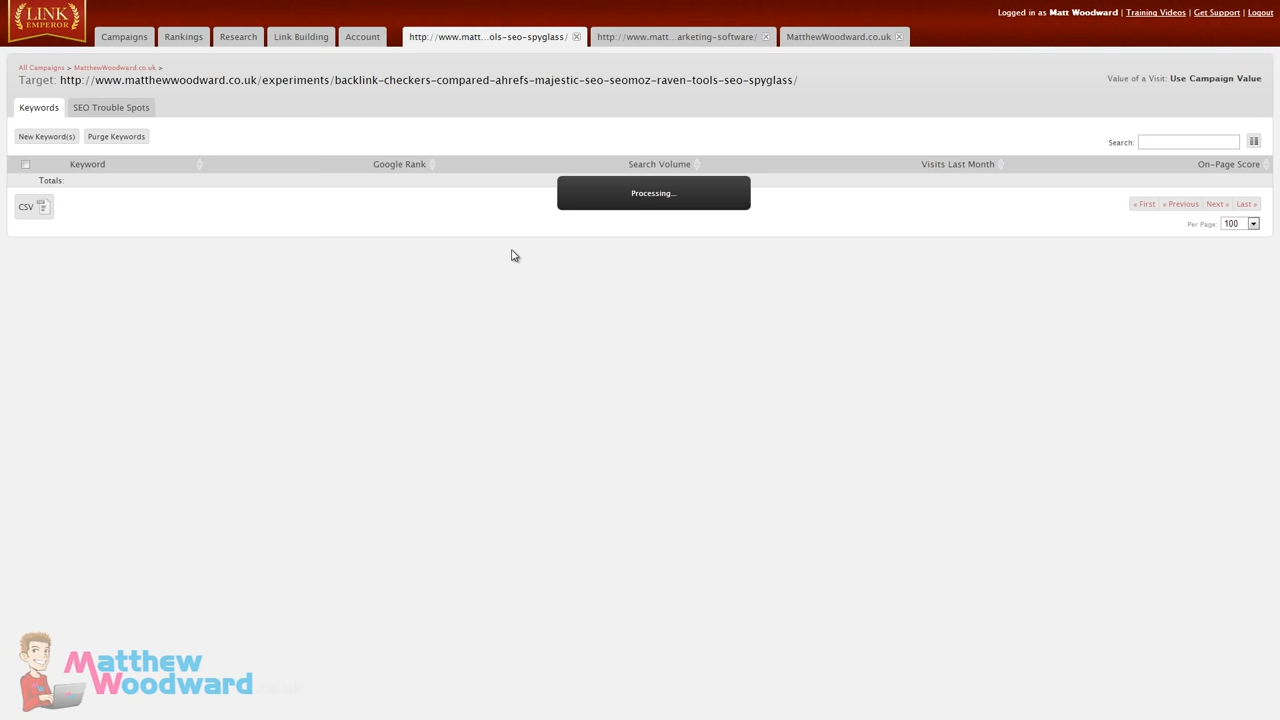 LINK
EMPEROR
Logged in as Matt Woodward | Training Videos | Get Support | Logout
Campaigns Rankings Research Link Building Account http://www.matt...ols-seo-spyglass/ http://www.matt...arketing-software/ MatthewWoodward.co.uk
All Campaigns > MatthewWoodward.co.uk >
Target: http://www.matthewwoodward.co.uk/experiments/backlink-checkers-compared-ahrefs-majestic-seo-seomoz-raven-tools-seo-spyglass/
Value of a Visit: Use Campaign Value
Keywords SEO Trouble Spots
New Keyword(s) Purge Keywords
Search:
Keyword Google Rank Search Volume Visits Last Month On-Page Score
Totals:
Processing...
CSV
« First « Previous Next » Last »
Per Page: 100
Matthew
Woodward.co.uk